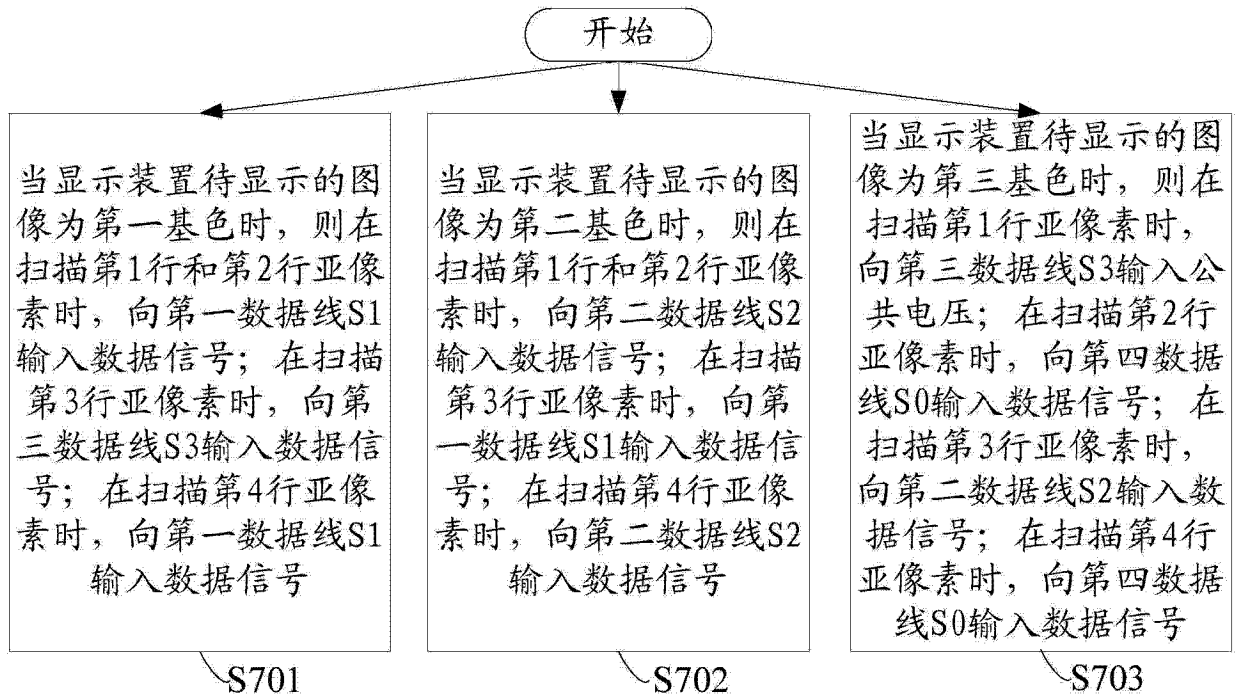 开始
当显示装置待显示的图
像为第一基色时，则在
扫描第1行和第2行亚像
素时，向第一数据线S1
输入数据信号；在扫描
第3行亚像素时，向第
三数据线S3输入数据信
号；在扫描第4行亚像
素时，向第一数据线S1
输入数据信号
S701
当显示装置待显示的图
像为第二基色时，则在
扫描第1行和第2行亚像
素时，向第二数据线S2
输入数据信号；在扫描
第3行亚像素时，向第
一数据线S1输入数据信
号；在扫描第4行亚像
素时，向第二数据线S2
输入数据信号
S702
当显示装置待显示的图
像为第三基色时，则在
扫描第1行亚像素时，
向第三数据线S3输入公
共电压；在扫描第2行
亚像素时，向第四数据
线S0输入数据信号；在
扫描第3行亚像素时，
向第二数据线S2输入数
据信号；在扫描第4行
亚像素时，向第四数据
线S0输入数据信号
S703